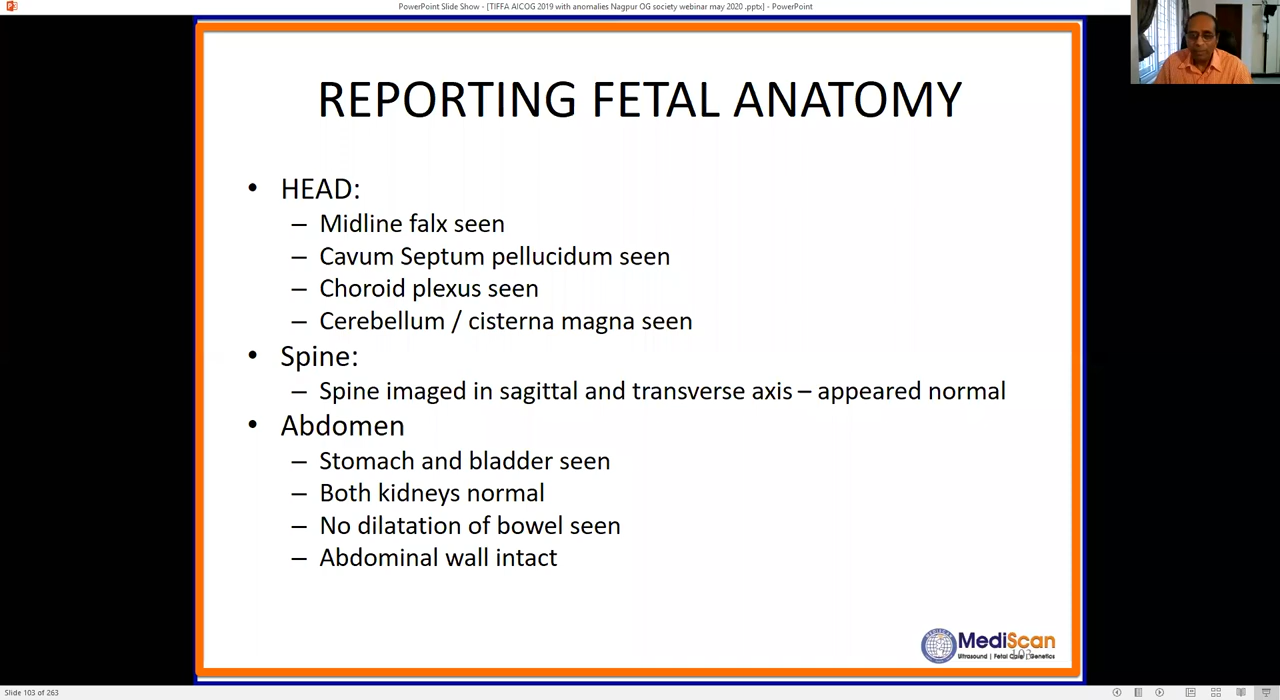 PowerPoint Slide Show - [TIFFA AICOG 2019 with anomalies Nagpur OG society webinar may 2020 .pptx] - PowerPoint
REPORTING FETAL ANATOMY
• HEAD:
– Midline falx seen
– Cavum Septum pellucidum seen
– Choroid plexus seen
– Cerebellum / cisterna magna seen
• Spine:
– Spine imaged in sagittal and transverse axis – appeared normal
• Abdomen
– Stomach and bladder seen
– Both kidneys normal
– No dilatation of bowel seen
– Abdominal wall intact
MediScan
Ultrasound | Fetal Care | Genetics
103
Slide 103 of 263